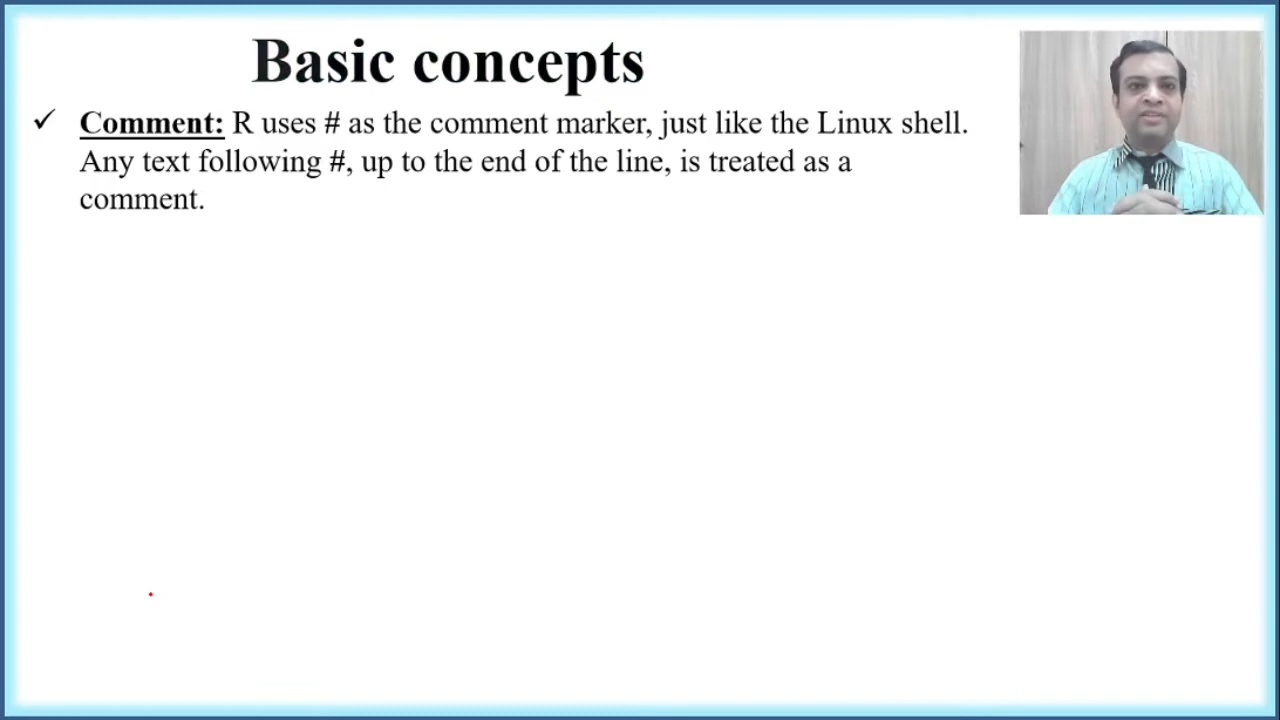 Basic concepts
✓ Comment: R uses # as the comment marker, just like the Linux shell.
Any text following #, up to the end of the line, is treated as a
comment.